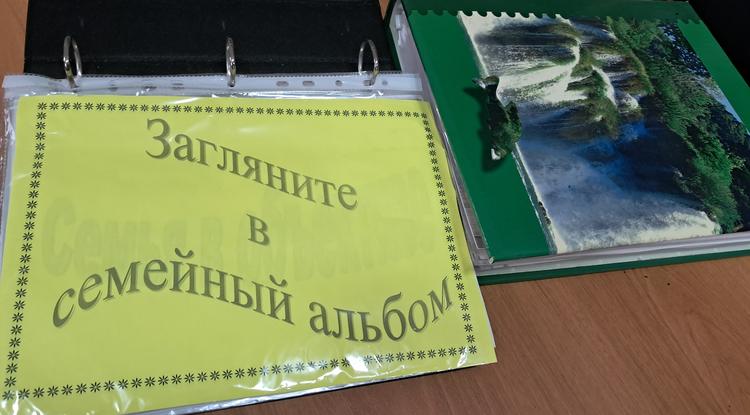 Загляните
в
семейный альбом